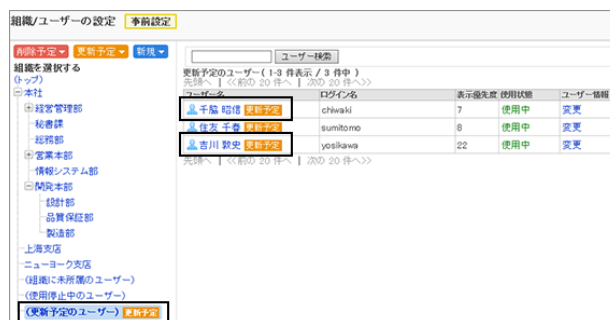 組織/ユーザーの設定 事前設定
削除予定 更新予定 新規
組織を選択する
(トップ)
本社
経営管理部
秘書課
総務部
営業本部
情報システム部
開発本部
設計部
品質保証部
製造部
上海支店
ニューヨーク支店
(組織に未所属のユーザー)
(使用停止中のユーザー)
(更新予定のユーザー) 更新予定
ユーザー検索
更新予定のユーザー ( 1-3 件表示 / 3 件中 )
先頭へ | <<前の 20 件へ | 次の 20 件へ>>
ユーザー名 ログイン名 表示優先度 使用状態 ユーザー情報
千脇 昭信 更新予定 chiwaki 7 使用中 変更
住友 千春 更新予定 sumitomo 8 使用中 変更
吉川 敦史 更新予定 yosikawa 22 使用中 変更
先頭へ | <<前の 20 件へ | 次の 20 件へ>>